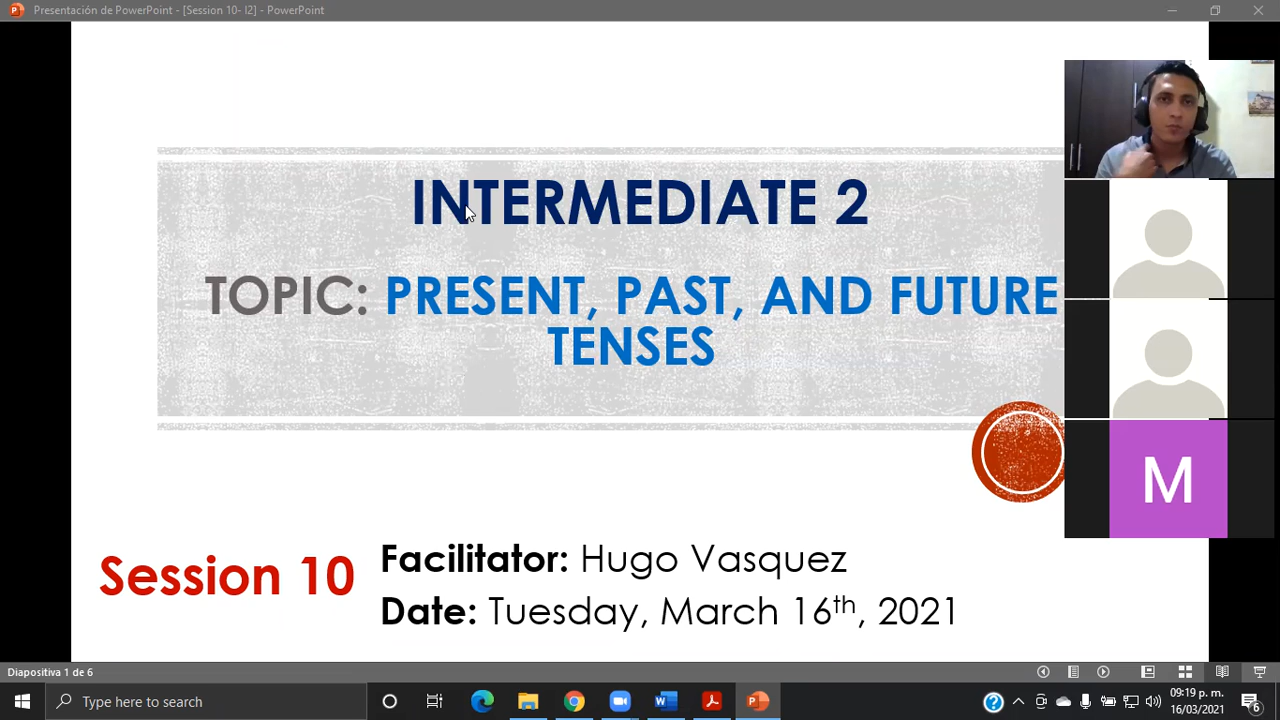 Presentación de PowerPoint - [Session 10- I2] - PowerPoint
INTERMEDIATE 2
TOPIC: PRESENT, PAST, AND FUTURE
TENSES
M
Session 10
Facilitator: Hugo Vasquez
Date: Tuesday, March 16th, 2021
Diapositiva 1 de 6
Type here to search
09:19 p. m.
16/03/2021
6